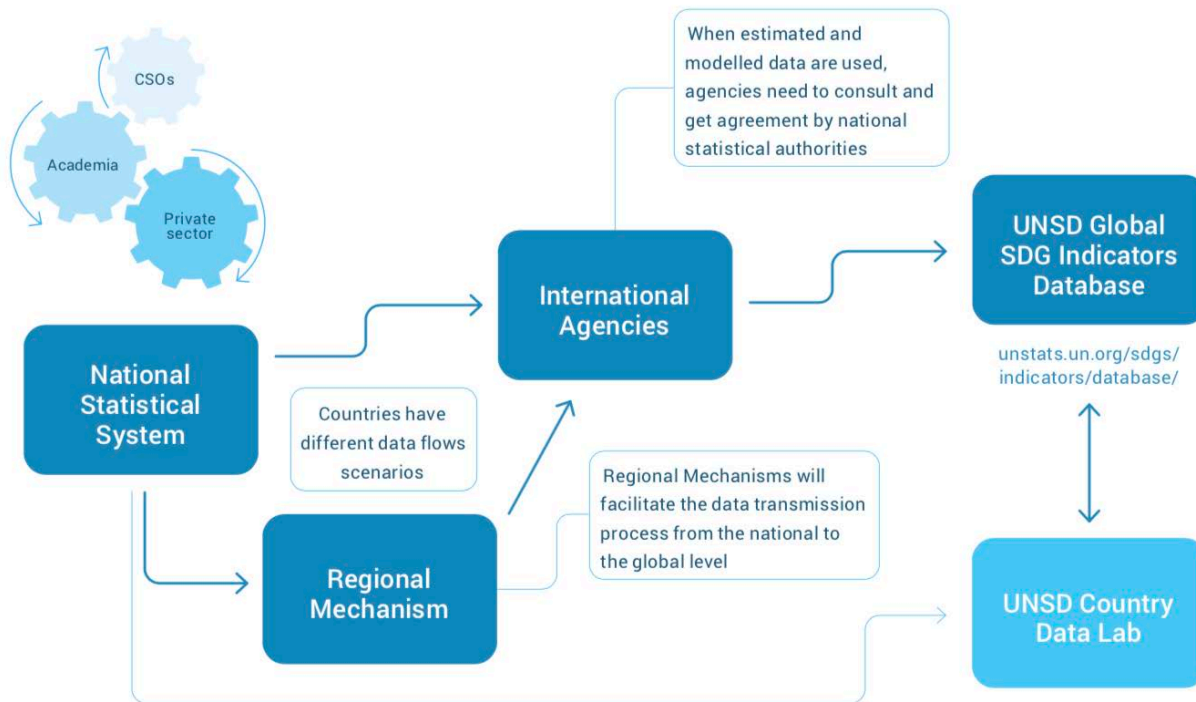 CSOs
Academia
Private
sector
When estimated and
modelled data are used,
agencies need to consult and
get agreement by national
statistical authorities
UNSD Global
SDG Indicators
Database
unstats.un.org/sdgs/
indicators/database/
International
Agencies
National
Statistical
System
Countries have
different data flows
scenarios
Regional Mechanisms will
facilitate the data transmission
process from the national to
the global level
Regional
Mechanism
UNSD Country
Data Lab